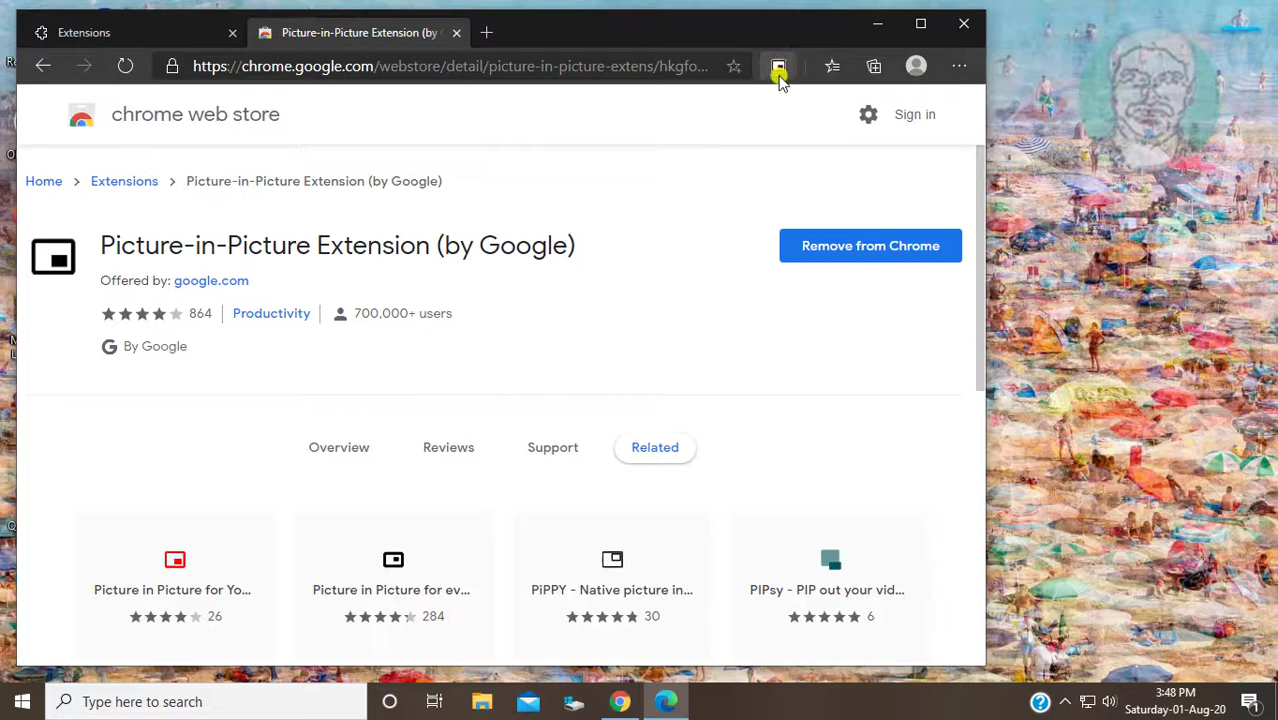 Extensions
Picture-in-Picture Extension (by
https://chrome.google.com/webstore/detail/picture-in-picture-extens/hkgfo...
chrome web store
Sign in
Home
Extensions
Picture-in-Picture Extension (by Google)
Picture-in-Picture Extension (by Google)
Remove from Chrome
Offered by: google.com
864
Productivity
700,000+ users
By Google
Overview
Reviews
Support
Related
Picture in Picture for Yo...
Picture in Picture for ev...
PiPPY - Native picture in...
PIPsy - PIP out your vid...
26
284
30
6
Type here to search
3:48 PM
Saturday-01-Aug-20
1